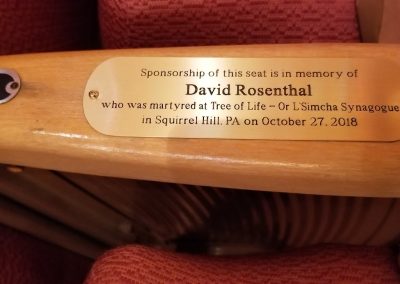 Sponsorship of this seat is in memory of
David Rosenthal
who was martyred at Tree of Life – Or L'Simcha Synagogue
in Squirrel Hill, PA on October 27, 2018